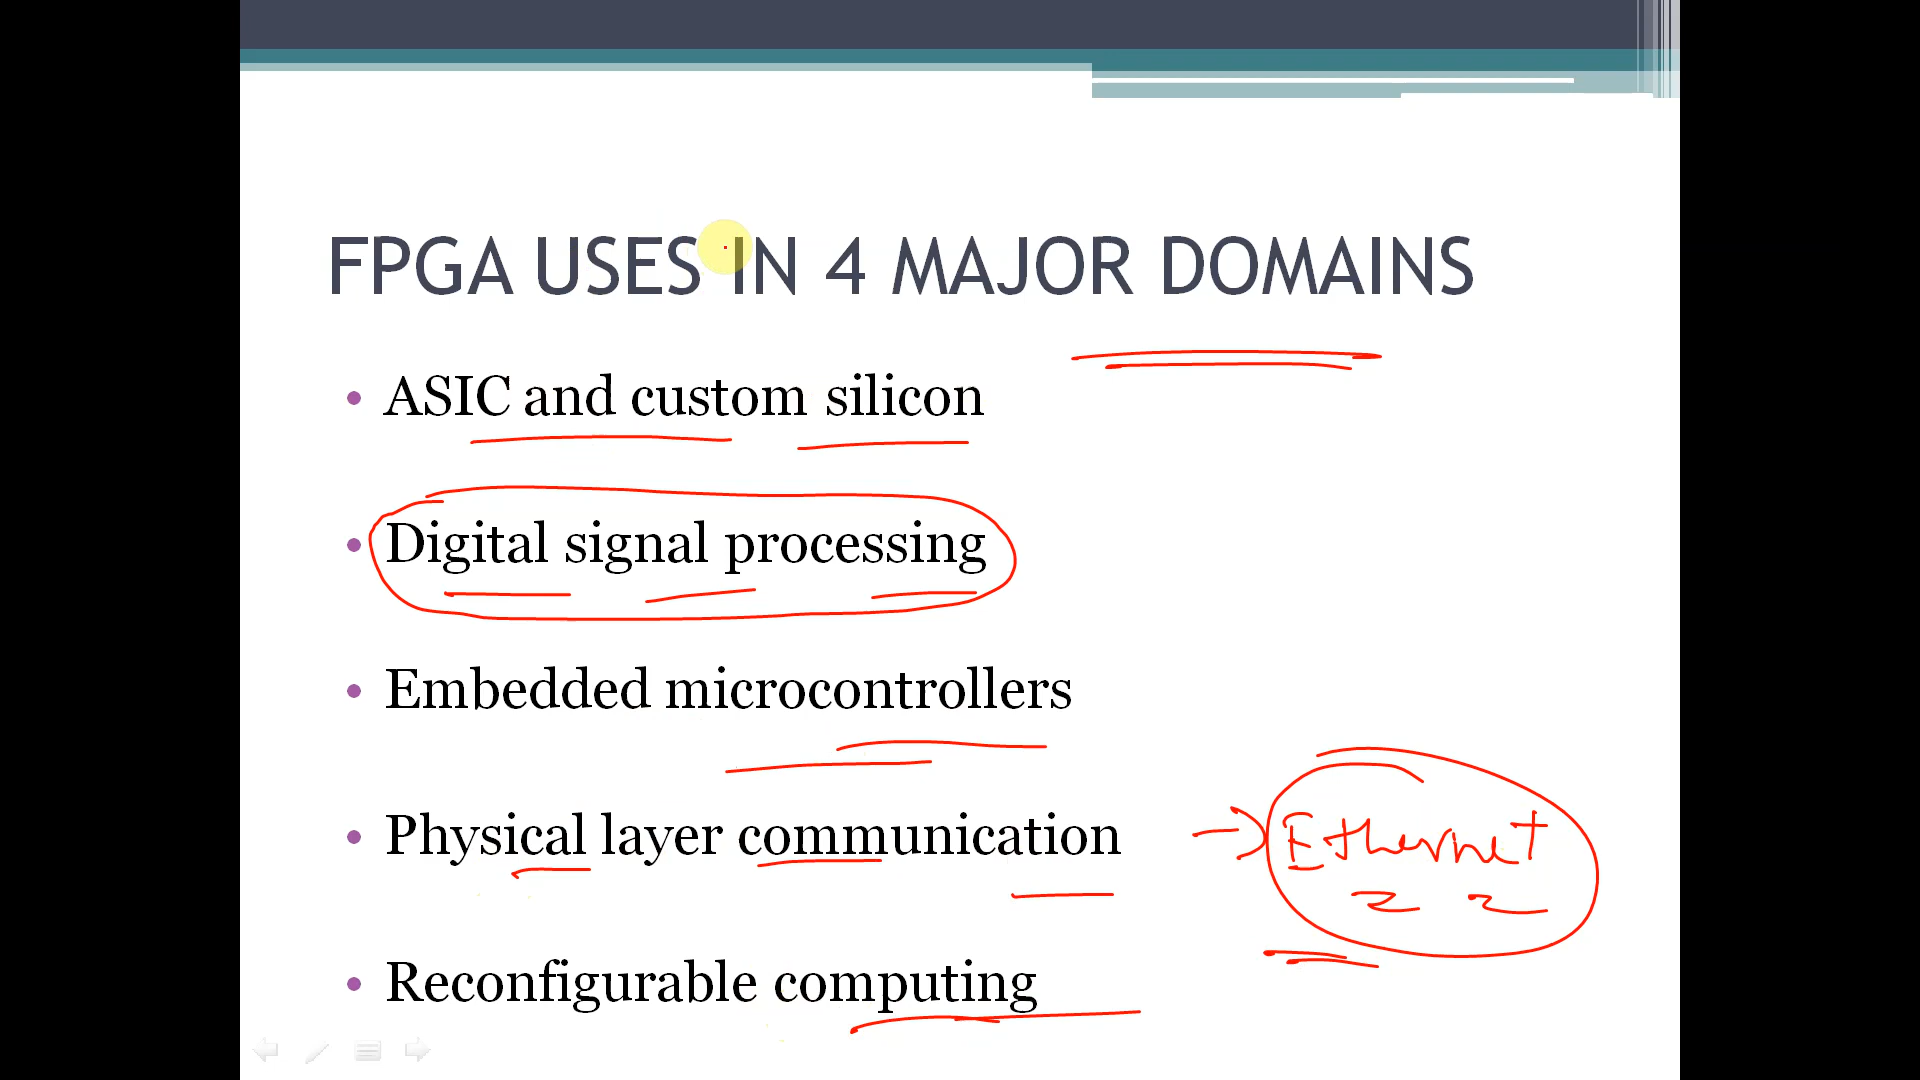 FPGA USES IN 4 MAJOR DOMAINS
• ASIC and custom silicon
• Digital signal processing
• Embedded microcontrollers
• Physical layer communication → Ethernet
• Reconfigurable computing